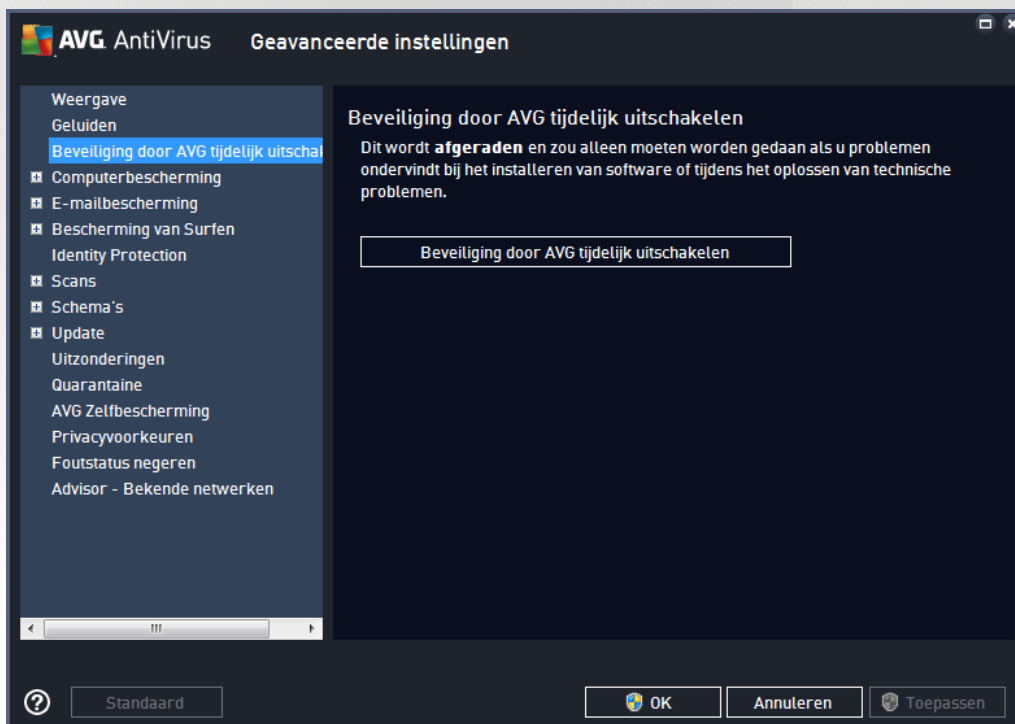 AVG. AntiVirus Geavanceerde instellingen
Weergave
Geluiden
Beveiliging door AVG tijdelijk uitschak
Computerbescherming
E-mailbescherming
Bescherming van Surfen
Identity Protection
Scans
Schema's
Update
Uitzonderingen
Quarantaine
AVG Zelfbescherming
Privacyvoorkeuren
Foutstatus negeren
Advisor - Bekende netwerken
Beveiliging door AVG tijdelijk uitschakelen
Dit wordt afgeraden en zou alleen moeten worden gedaan als u problemen
ondervindt bij het installeren van software of tijdens het oplossen van technische
problemen.
Beveiliging door AVG tijdelijk uitschakelen
? Standaard OK Annuleren Toepassen